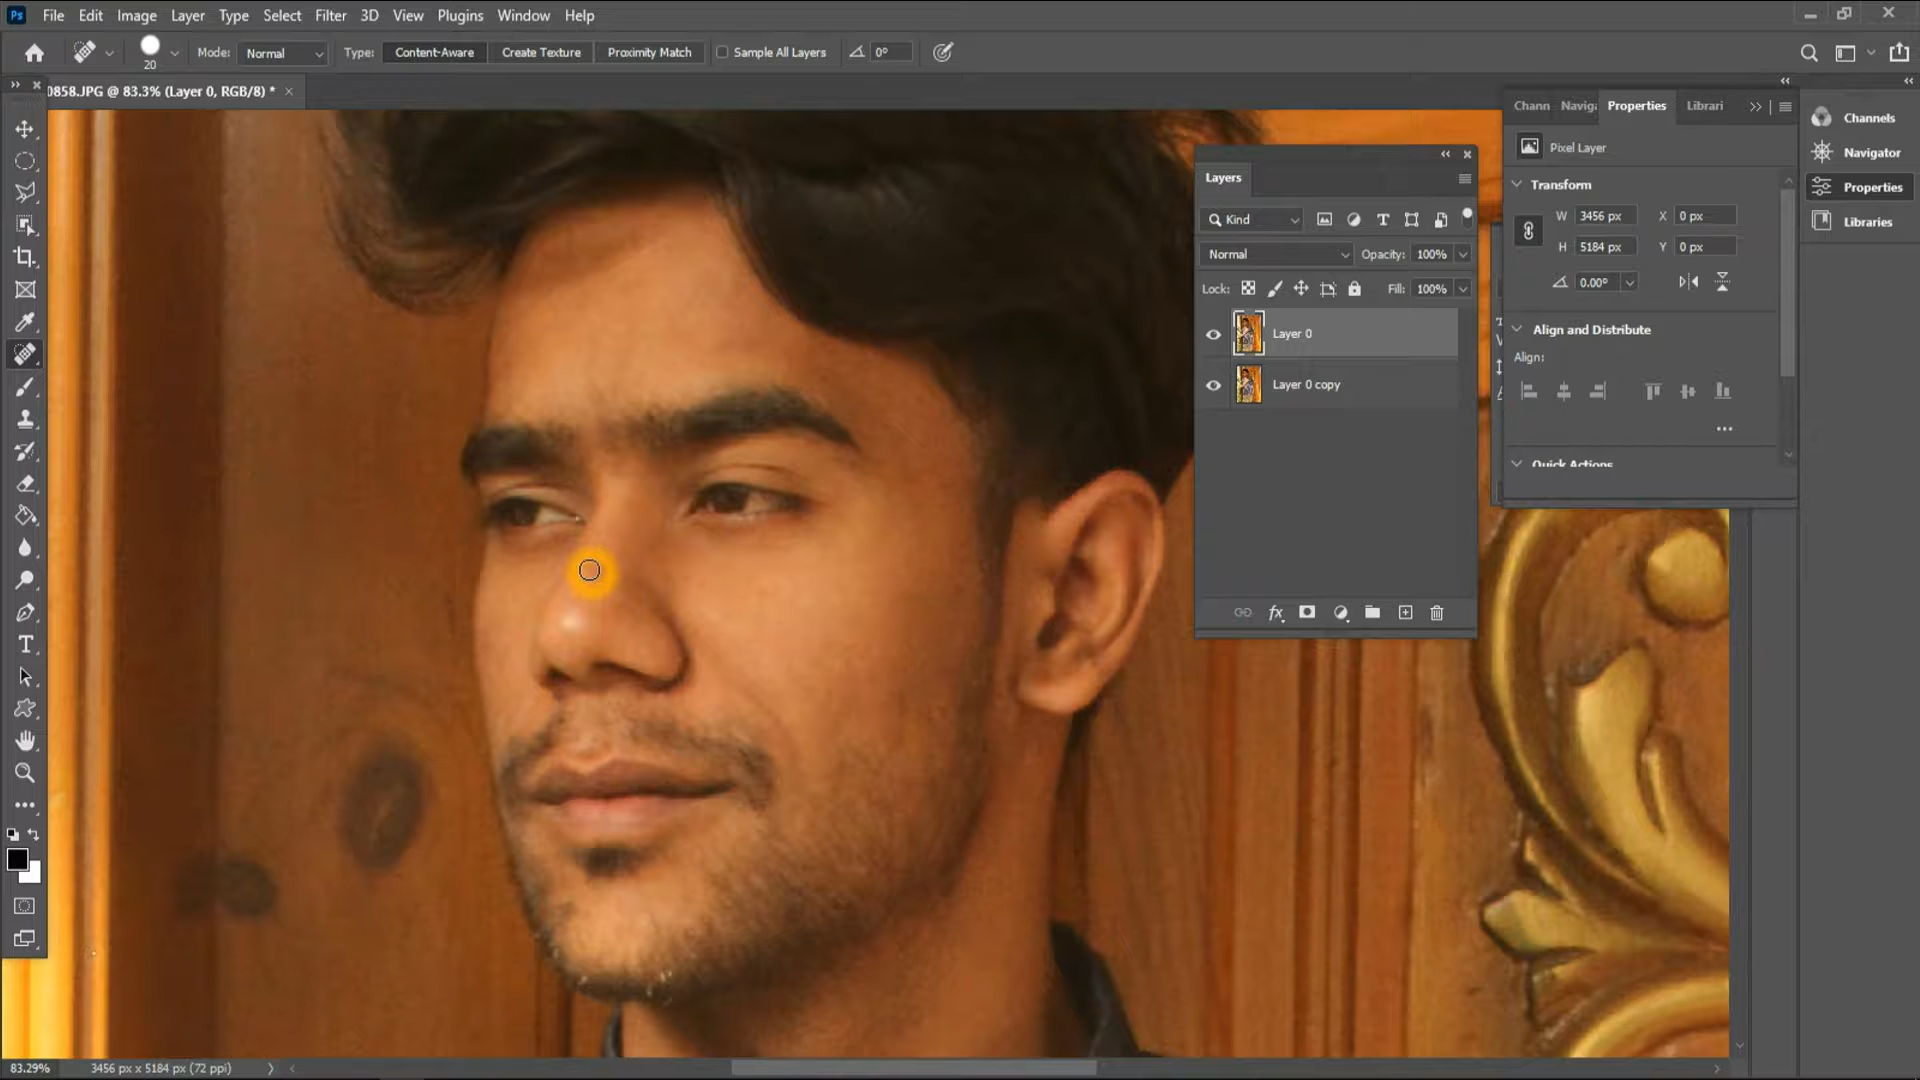 Ps File Edit Image Layer Type Select Filter 3D View Plugins Window Help
20 Mode: Normal Type: Content-Aware Create Texture Proximity Match Sample All Layers 0°
0858.JPG @ 83.3% (Layer 0, RGB/8) *
Chann Naviga Properties Librari
Pixel Layer
Transform
W 3456 px X 0 px
H 5184 px Y 0 px
0.00°
Align and Distribute
Align:
Quick Actions
Channels
Navigator
Properties
Libraries
Layers
Kind
Normal Opacity: 100%
Lock: Fill: 100%
Layer 0
Layer 0 copy
fx
83.29% 3456 px x 5184 px (72 ppi)